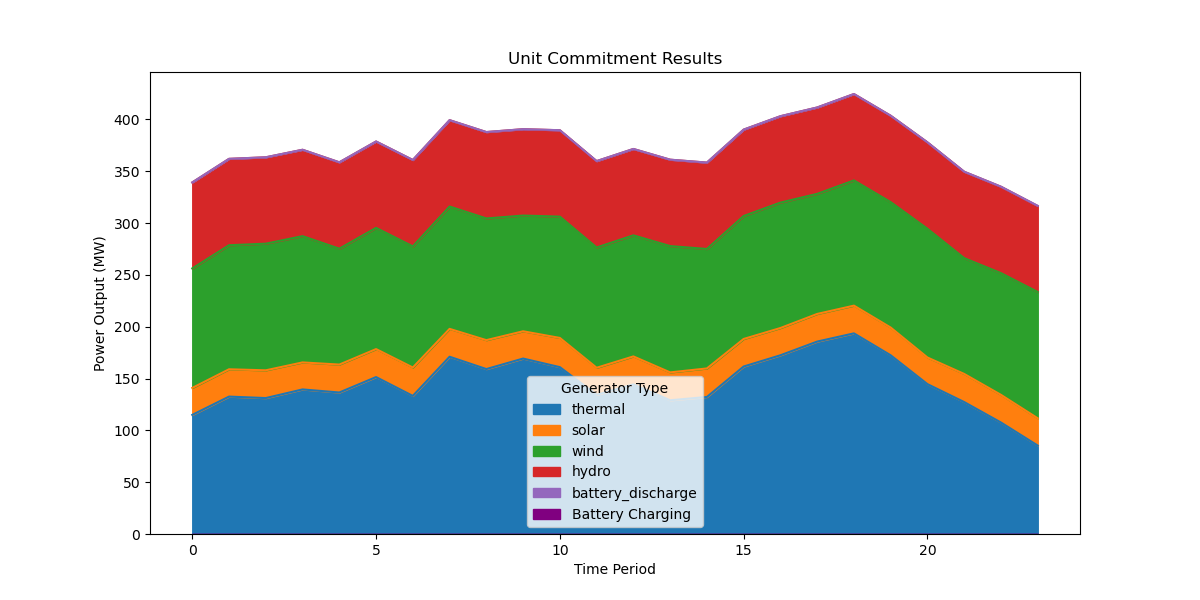 Unit Commitment Results
Power Output (MW)
400
350
300
250
200
150
100
50
0
Generator Type
thermal
solar
wind
hydro
battery_discharge
Battery Charging
0
5
10
15
20
Time Period